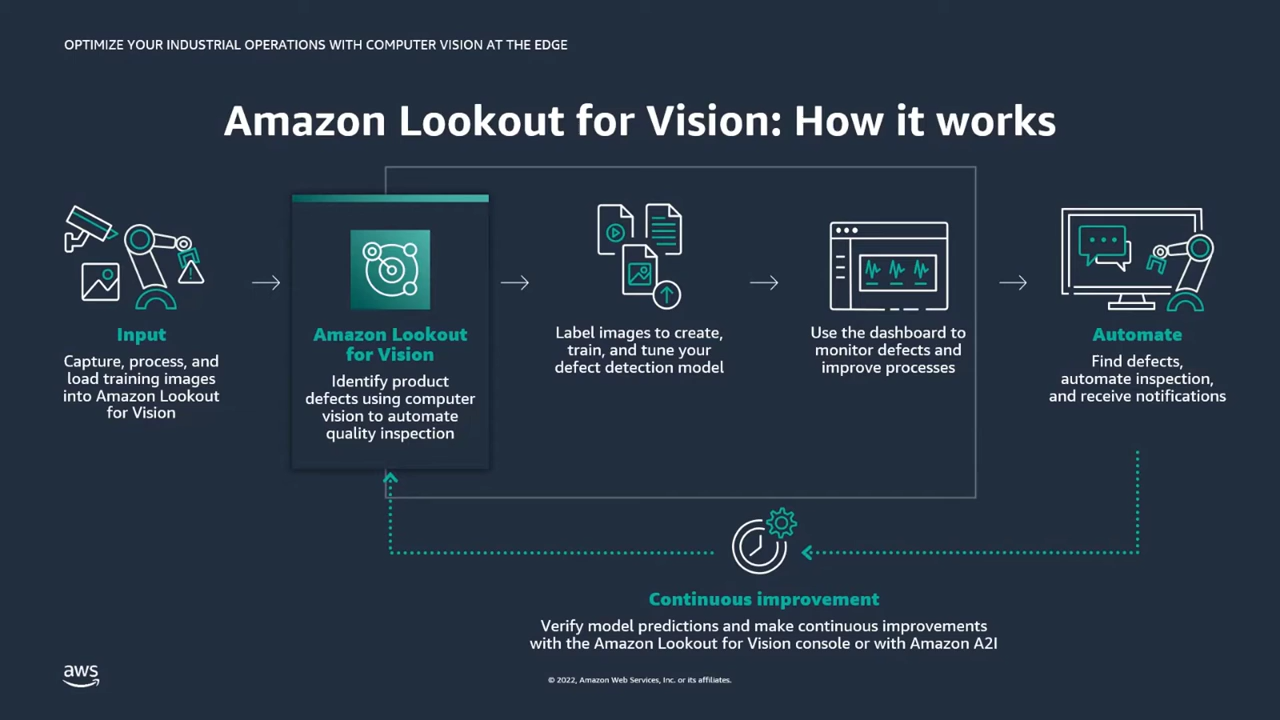 OPTIMIZE YOUR INDUSTRIAL OPERATIONS WITH COMPUTER VISION AT THE EDGE
Amazon Lookout for Vision: How it works
Input
Capture, process, and
load training images
into Amazon Lookout
for Vision
Amazon Lookout
for Vision
Identify product
defects using computer
vision to automate
quality inspection
Label images to create,
train, and tune your
defect detection model
Use the dashboard to
monitor defects and
improve processes
Automate
Find defects,
automate inspection,
and receive notifications
Continuous improvement
Verify model predictions and make continuous improvements
with the Amazon Lookout for Vision console or with Amazon A2I
aws
© 2022, Amazon Web Services, Inc. or its affiliates.